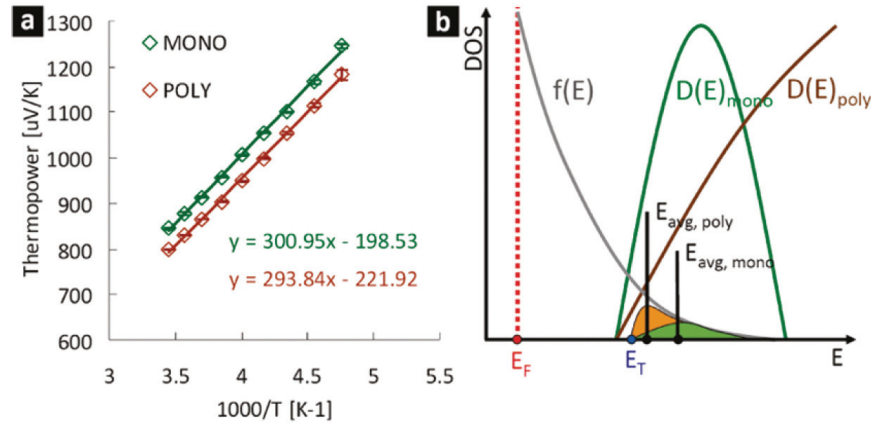 a
1300
1200
1100
1000
900
800
700
600
Thermopower [uV/K]
MONO
POLY
y = 300.95x - 198.53
y = 293.84x - 221.92
3
3.5
4
4.5
5
5.5
1000/T [K-1]
b
DOS
f(E)
D(E)mono
D(E)poly
Eavg, poly
Eavg, mono
EF
ET
E